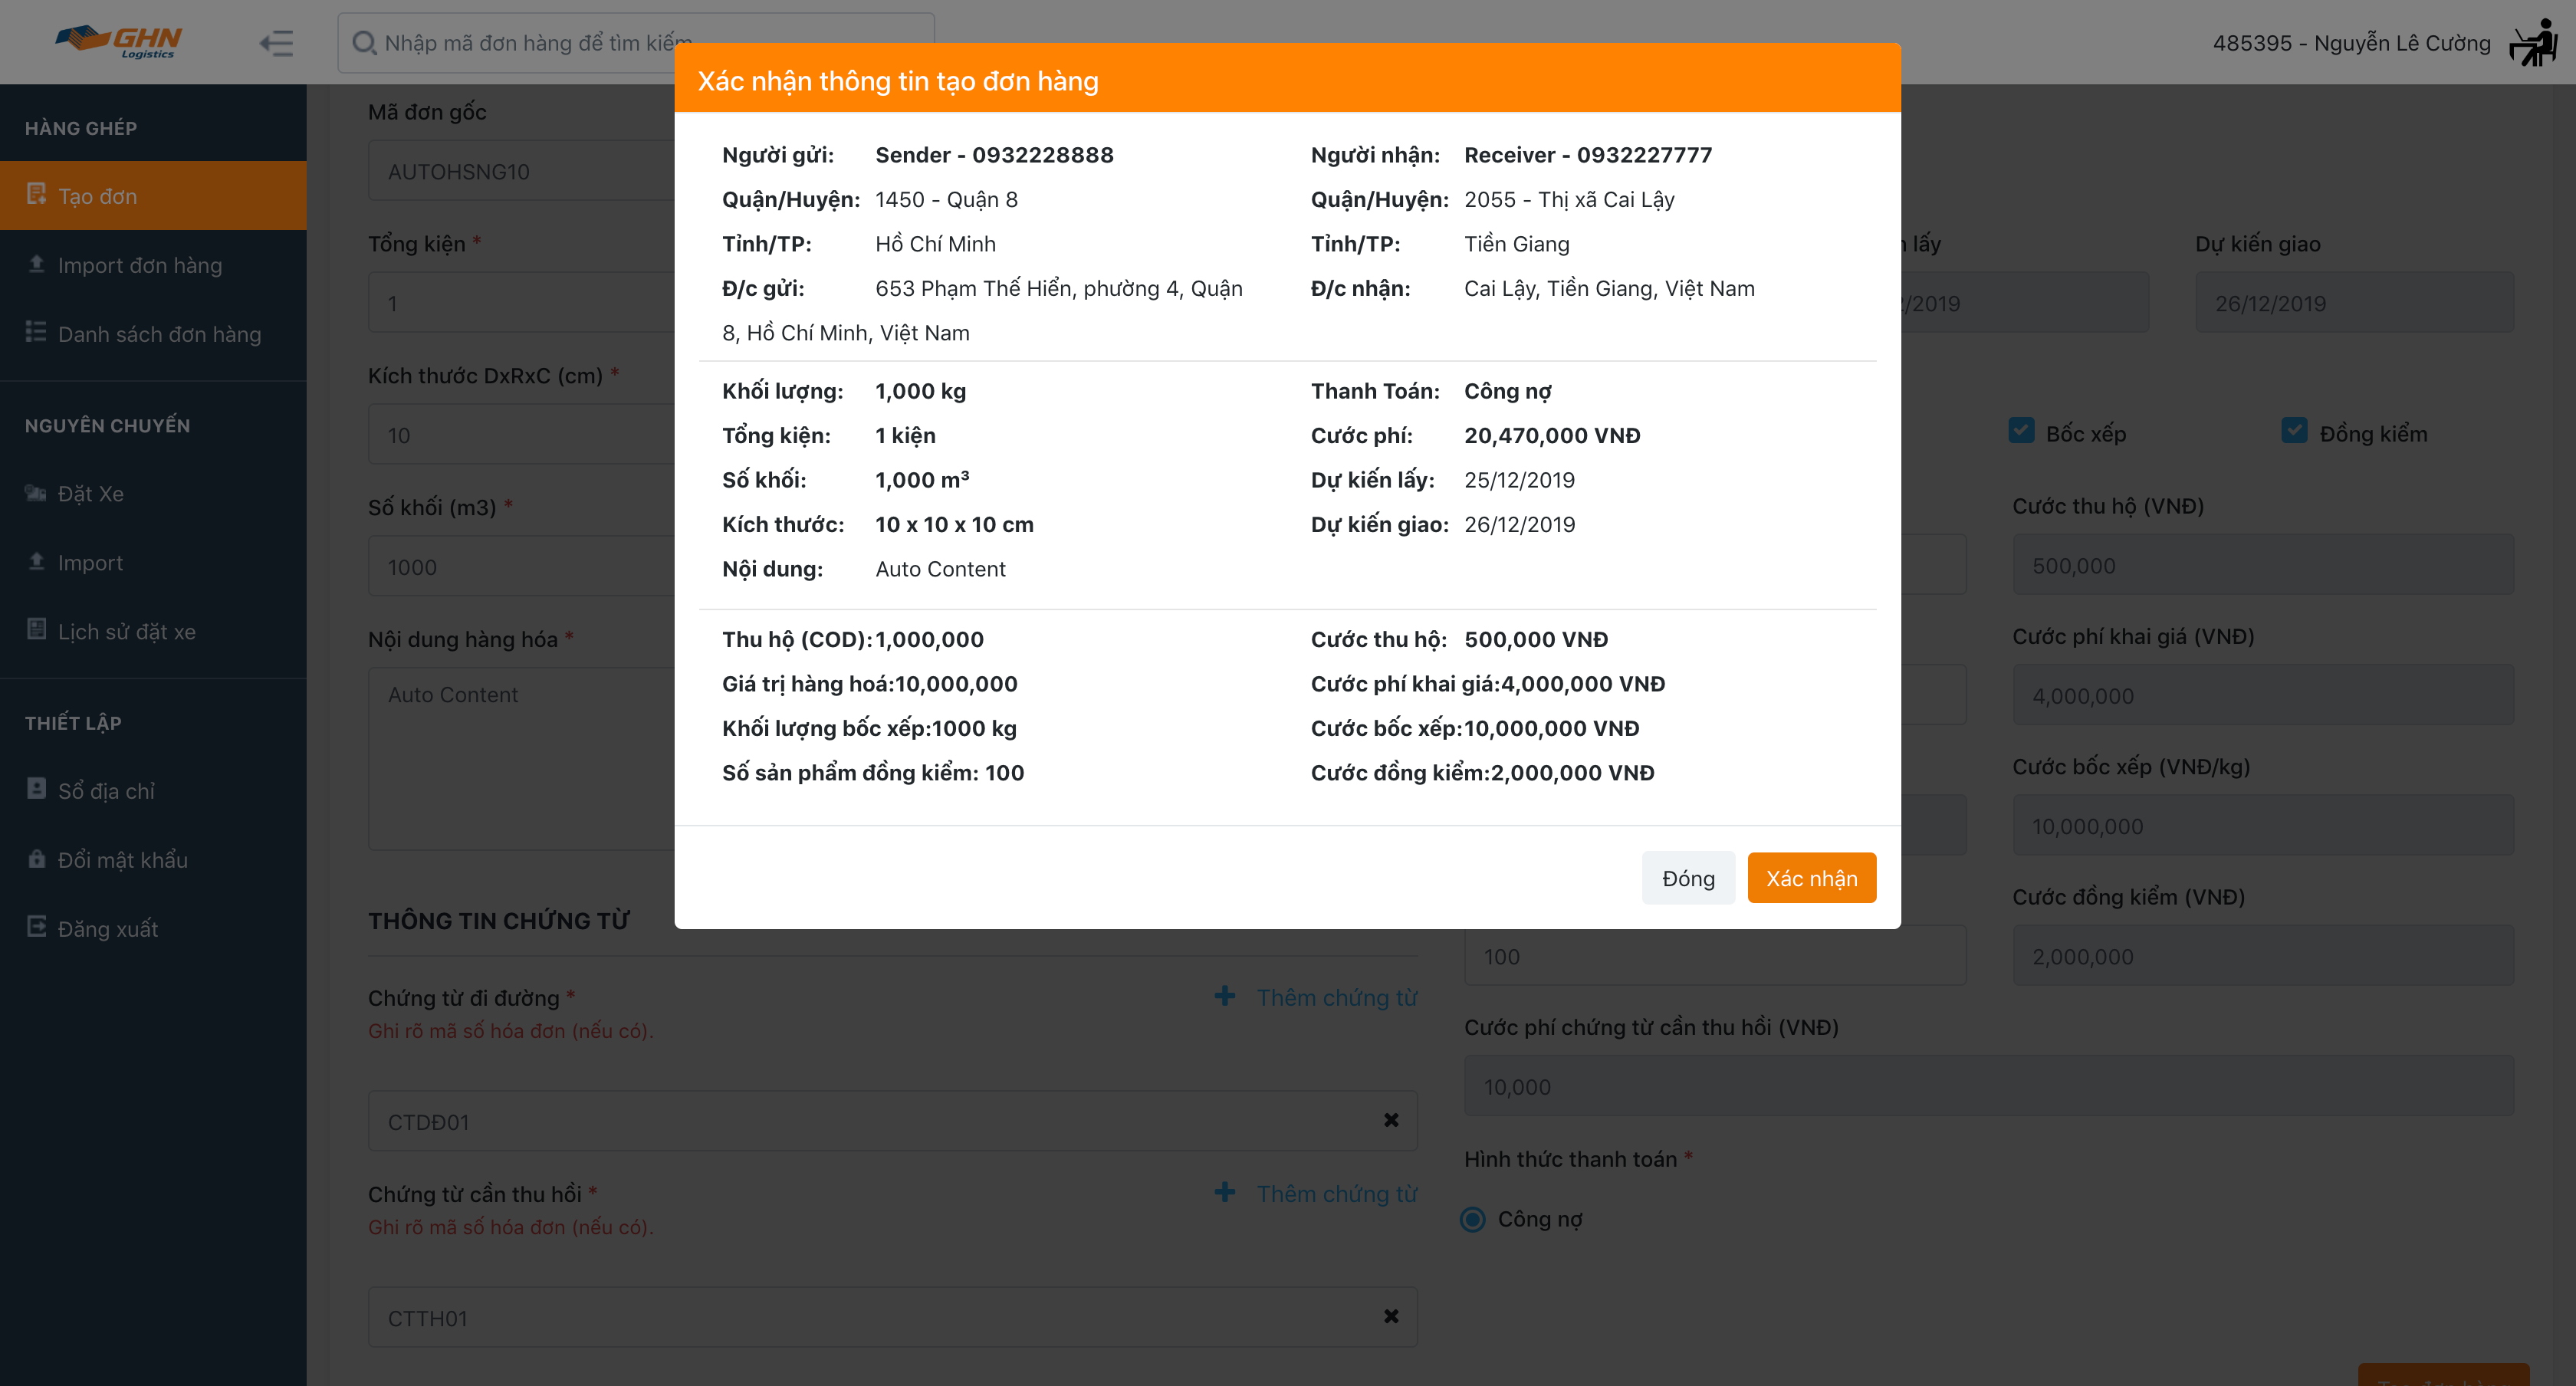 GHN
Logistics
Nhập mã đơn hàng để tìm kiếm
485395 - Nguyễn Lê Cường
HÀNG GHÉP
Tạo đơn
Import đơn hàng
Danh sách đơn hàng
NGUYÊN CHUYẾN
Đặt Xe
Import
Lịch sử đặt xe
THIẾT LẬP
Sổ địa chỉ
Đổi mật khẩu
Đăng xuất
Mã đơn gốc
AUTOHSNG10
Tổng kiện *
1
Kích thước DxRxC (cm) *
10
Số khối (m3) *
1000
Nội dung hàng hóa *
Auto Content
THÔNG TIN CHỨNG TỪ
Chứng từ đi đường *
Thêm chứng từ
Ghi rõ mã số hóa đơn (nếu có).
CTDĐ01
Chứng từ cần thu hồi *
Thêm chứng từ
Ghi rõ mã số hóa đơn (nếu có).
CTTH01
Xác nhận thông tin tạo đơn hàng
Người gửi: Sender - 0932228888
Quận/Huyện: 1450 - Quận 8
Tỉnh/TP: Hồ Chí Minh
Đ/c gửi: 653 Phạm Thế Hiển, phường 4, Quận
8, Hồ Chí Minh, Việt Nam
Người nhận: Receiver - 0932227777
Quận/Huyện: 2055 - Thị xã Cai Lậy
Tỉnh/TP: Tiền Giang
Đ/c nhận: Cai Lậy, Tiền Giang, Việt Nam
Khối lượng: 1,000 kg
Tổng kiện: 1 kiện
Số khối: 1,000 m³
Kích thước: 10 x 10 x 10 cm
Nội dung: Auto Content
Thanh Toán: Công nợ
Cước phí: 20,470,000 VNĐ
Dự kiến lấy: 25/12/2019
Dự kiến giao: 26/12/2019
Thu hộ (COD): 1,000,000
Giá trị hàng hoá:10,000,000
Khối lượng bốc xếp:1000 kg
Số sản phẩm đồng kiểm: 100
Cước thu hộ: 500,000 VNĐ
Cước phí khai giá:4,000,000 VNĐ
Cước bốc xếp:10,000,000 VNĐ
Cước đồng kiểm:2,000,000 VNĐ
Đóng
Xác nhận
lấy
/2019
Dự kiến giao
26/12/2019
Bốc xếp
Đồng kiểm
Cước thu hộ (VNĐ)
500,000
Cước phí khai giá (VNĐ)
4,000,000
Cước bốc xếp (VNĐ/kg)
10,000,000
Cước đồng kiểm (VNĐ)
100
2,000,000
Cước phí chứng từ cần thu hồi (VNĐ)
10,000
Hình thức thanh toán *
Công nợ